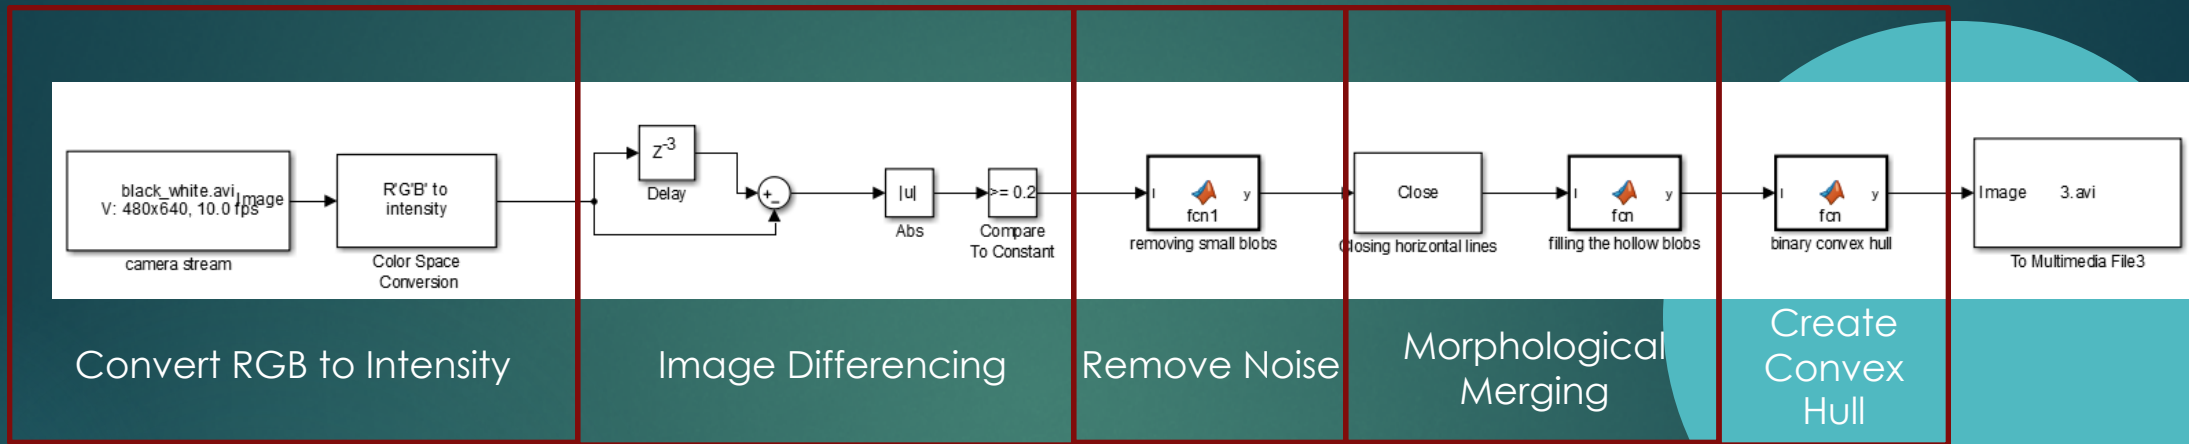 black_white.avi
V: 480x640, 10.0 fps
Image
camera stream
R'G'B' to
intensity
Color Space
Conversion
Z-3
Delay
+
-
|u|
Abs
>= 0.2
Compare
To Constant
I
y
fcn1
removing small blobs
Close
Closing horizontal lines
I
y
fcn
filling the hollow blobs
I
y
fcn
binary convex hull
Image
3.avi
To Multimedia File3
Convert RGB to Intensity
Image Differencing
Remove Noise
Morphological
Merging
Create
Convex
Hull